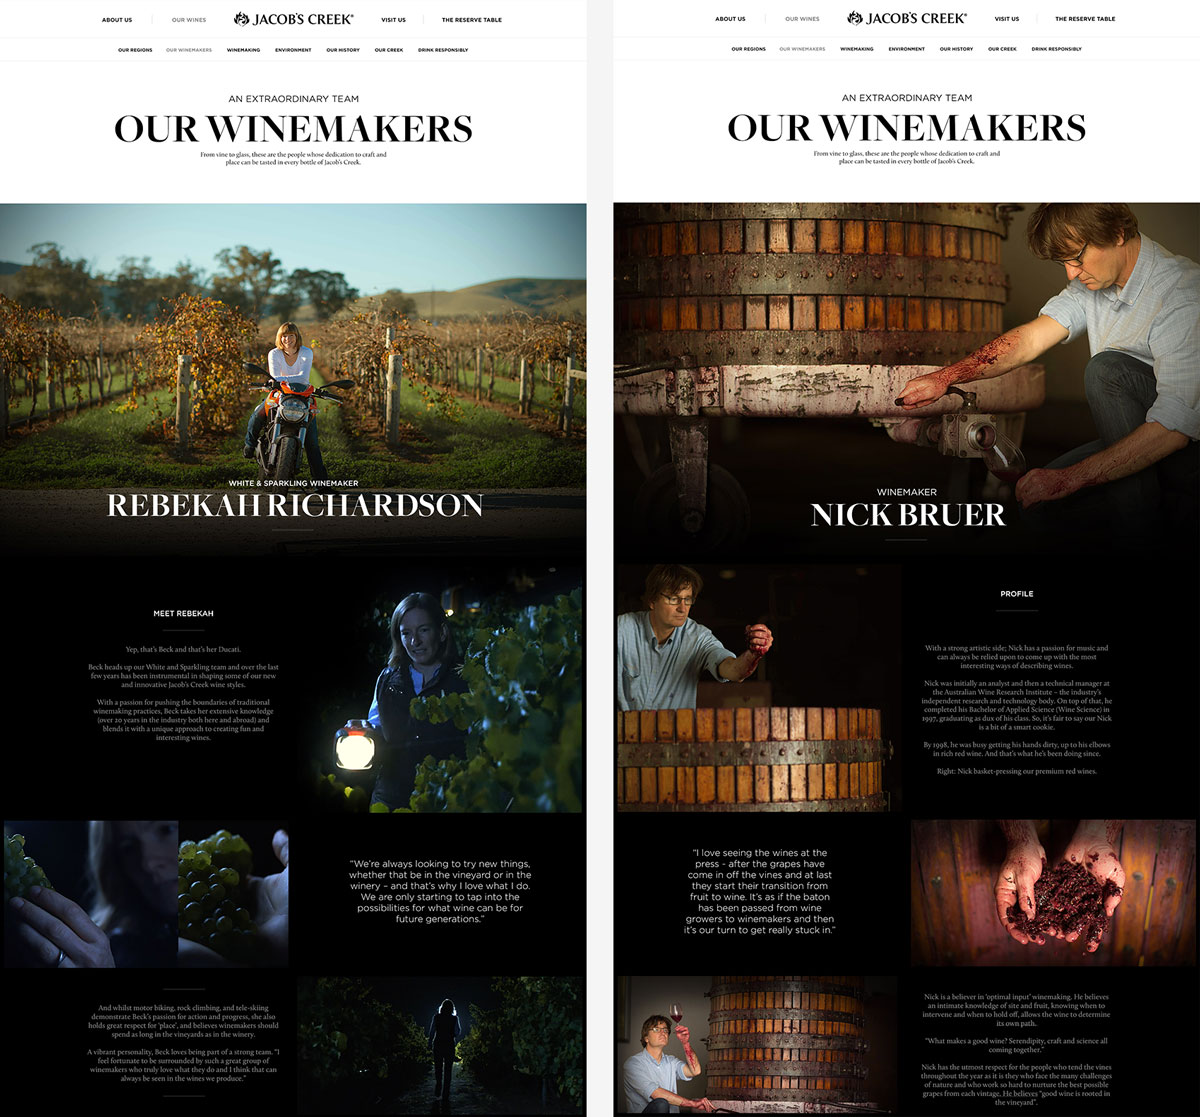 ABOUT US
OUR WINES
JACOB'S CREEK®
VISIT US
THE RESERVE TABLE
OUR REGIONS
OUR WINEMAKERS
WINEMAKING
ENVIRONMENT
OUR HISTORY
OUR CREEK
DRINK RESPONSIBLY
AN EXTRAORDINARY TEAM
OUR WINEMAKERS
From vine to glass, these are the people whose dedication to craft and
place can be tasted in every bottle of Jacob's Creek.
WHITE & SPARKLING WINEMAKER
REBEKAH RICHARDSON
MEET REBEKAH
Yep, that's Beck and that's her Ducati.
Beck heads up our White and Sparkling team and over the last
few years has been instrumental in shaping some of our new
and innovative Jacob's Creek wine styles.
With a passion for pushing the boundaries of traditional
winemaking practices, Beck takes her extensive knowledge
(over 20 years in the industry both here and abroad) and
blends it with a unique approach to creating fun and
interesting wines.
"We're always looking to try new things,
whether that be in the vineyard or in the
winery – and that's why I love what I do.
We are only starting to tap into the
possibilities for what wine can be for
future generations."
And whilst motor biking, rock climbing, and tele-skiing
demonstrate Beck's passion for action and progress, she also
holds great respect for 'place', and believes winemakers should
spend as long in the vineyards as in the winery.
A vibrant personality, Beck loves being part of a strong team. "I
feel fortunate to be surrounded by such a great group of
winemakers who truly love what they do and I think that can
always be seen in the wines we produce."
ABOUT US
OUR WINES
JACOB'S CREEK®
VISIT US
THE RESERVE TABLE
OUR REGIONS
OUR WINEMAKERS
WINEMAKING
ENVIRONMENT
OUR HISTORY
OUR CREEK
DRINK RESPONSIBLY
AN EXTRAORDINARY TEAM
OUR WINEMAKERS
From vine to glass, these are the people whose dedication to craft and
place can be tasted in every bottle of Jacob's Creek.
WINEMAKER
NICK BRUER
PROFILE
With a strong artistic side; Nick has a passion for music and
can always be relied upon to come up with the most
interesting ways of describing wines.
Nick was initially an analyst and then a technical manager at
the Australian Wine Research Institute – the industry's
independent research and technology body. On top of that, he
completed his Bachelor of Applied Science (Wine Science) in
1997, graduating as dux of his class. So, it's fair to say our Nick
is a bit of a smart cookie.
By 1998, he was busy getting his hands dirty, up to his elbows
in rich red wine. And that's what he's been doing since.
Right: Nick basket-pressing our premium red wines.
"I love seeing the wines at the
press - after the grapes have
come in off the vines and at last
they start their transition from
fruit to wine. It's as if the baton
has been passed from wine
growers to winemakers and then
it's our turn to get really stuck in."
Nick is a believer in 'optimal input' winemaking. He believes
an intimate knowledge of site and fruit, knowing when to
intervene and when to hold off, allows the wine to determine
its own path.
"What makes a good wine? Serendipity, craft and science all
coming together."
Nick has the utmost respect for the people who tend the vines
throughout the year as it is they who face the many challenges
of nature and who work so hard to nurture the best possible
grapes from each vintage. He believes "good wine is rooted in
the vineyard".